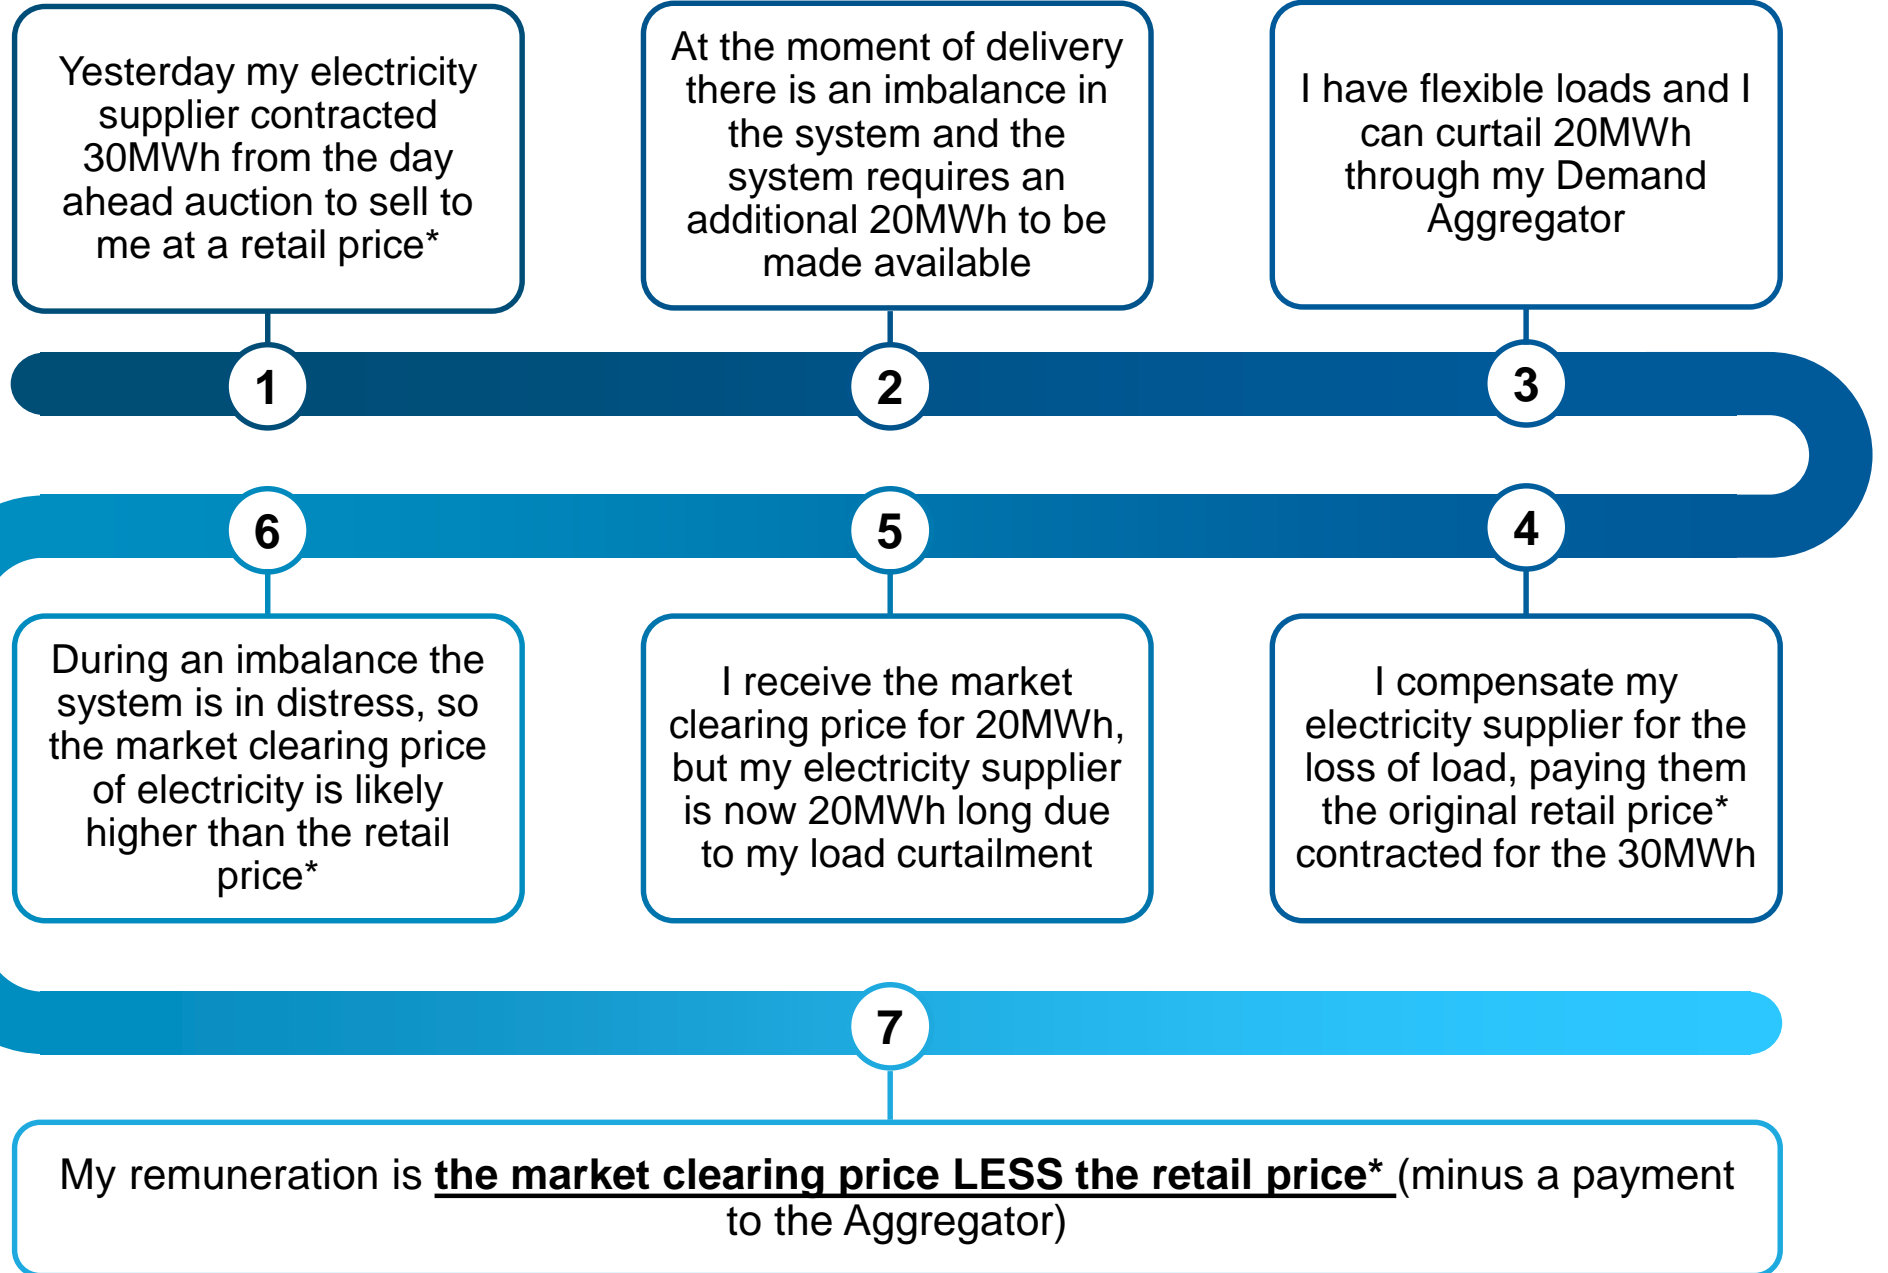 Yesterday my electricity
supplier contracted
30MWh from the day
ahead auction to sell to
me at a retail price*
At the moment of delivery
there is an imbalance in
the system and the
system requires an
additional 20MWh to be
made available
I have flexible loads and I
can curtail 20MWh
through my Demand
Aggregator
1
2
3
4
I compensate my
electricity supplier for the
loss of load, paying them
the original retail price*
contracted for the 30MWh
5
I receive the market
clearing price for 20MWh,
but my electricity supplier
is now 20MWh long due
to my load curtailment
6
During an imbalance the
system is in distress, so
the market clearing price
of electricity is likely
higher than the retail
price*
7
My remuneration is the market clearing price LESS the retail price* (minus a payment
to the Aggregator)